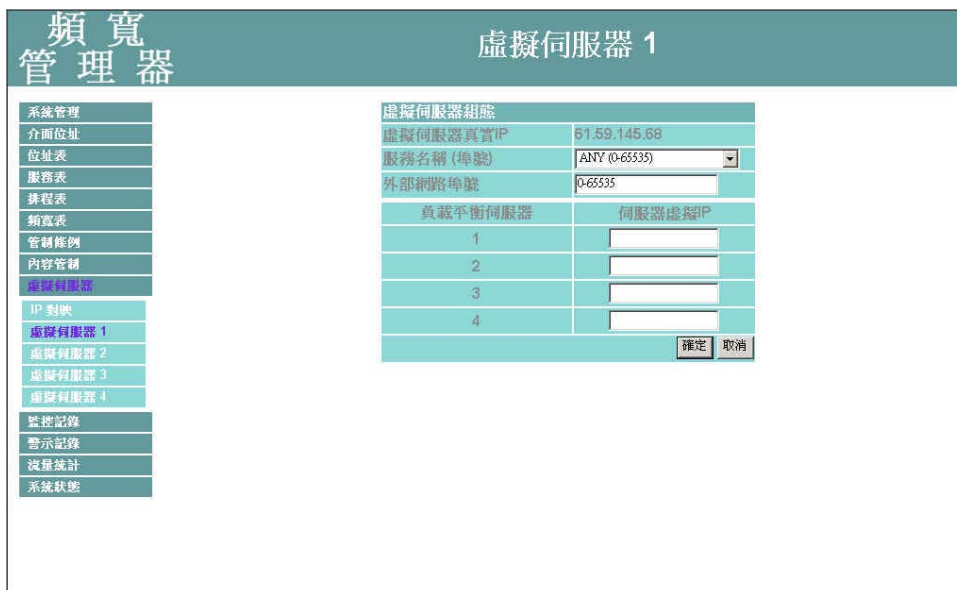 頻 寬
管 理 器
虛擬伺服器 1
系統管理
介面位址
位址表
服務表
排程表
頻寬表
管制條例
內容管制
虛擬伺服器
IP 對映
虛擬伺服器 1
虛擬伺服器 2
虛擬伺服器 3
虛擬伺服器 4
監控記錄
警示記錄
流量統計
系統狀態
虛擬伺服器組態
虛擬伺服器真實IP 61.59.145.68
服務名稱 (埠號) ANY (0-65535)
外部網路埠號 0-65535
負載平衡伺服器 伺服器虛擬IP
1
2
3
4
確定 取消